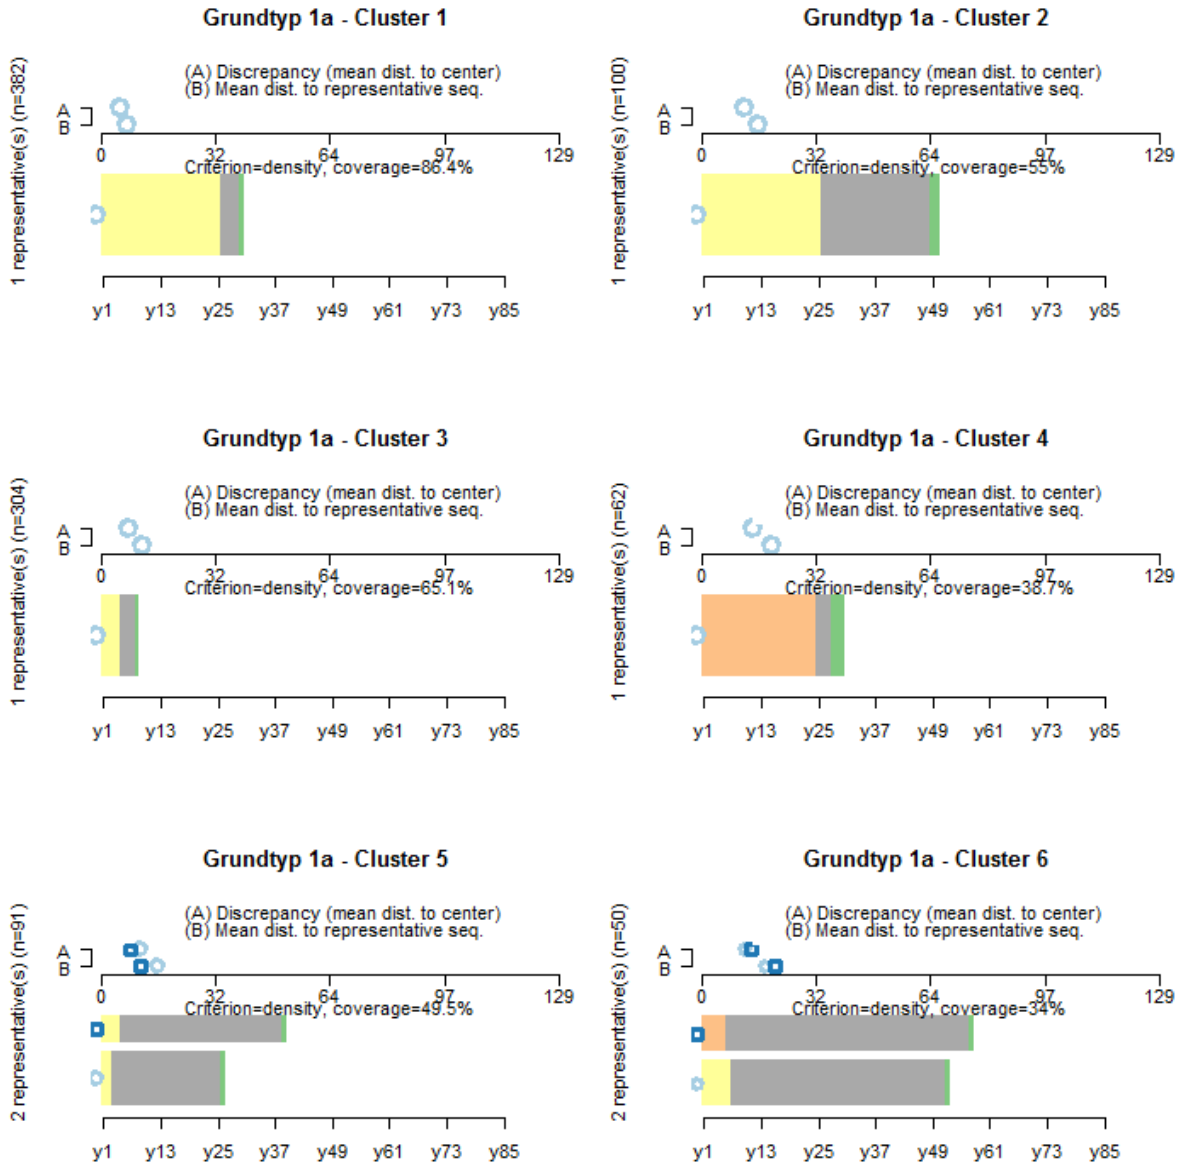 Grundtyp 1a - Cluster 1
1 representative(s) (n=382)
(A) Discrepancy (mean dist. to center)
(B) Mean dist. to representative seq.
A
B
0 32 64 97 129
Criterion=density, coverage=86.4%
y1 y13 y25 y37 y49 y61 y73 y85
Grundtyp 1a - Cluster 2
1 representative(s) (n=100)
(A) Discrepancy (mean dist. to center)
(B) Mean dist. to representative seq.
A
B
0 32 64 97 129
Criterion=density, coverage=55%
y1 y13 y25 y37 y49 y61 y73 y85
Grundtyp 1a - Cluster 3
1 representative(s) (n=304)
(A) Discrepancy (mean dist. to center)
(B) Mean dist. to representative seq.
A
B
0 32 64 97 129
Criterion=density, coverage=65.1%
y1 y13 y25 y37 y49 y61 y73 y85
Grundtyp 1a - Cluster 4
1 representative(s) (n=62)
(A) Discrepancy (mean dist. to center)
(B) Mean dist. to representative seq.
A
B
0 32 64 97 129
Criterion=density, coverage=38.7%
y1 y13 y25 y37 y49 y61 y73 y85
Grundtyp 1a - Cluster 5
2 representative(s) (n=91)
(A) Discrepancy (mean dist. to center)
(B) Mean dist. to representative seq.
A
B
0 32 64 97 129
Criterion=density, coverage=49.5%
y1 y13 y25 y37 y49 y61 y73 y85
Grundtyp 1a - Cluster 6
2 representative(s) (n=50)
(A) Discrepancy (mean dist. to center)
(B) Mean dist. to representative seq.
A
B
0 32 64 97 129
Criterion=density, coverage=34%
y1 y13 y25 y37 y49 y61 y73 y85